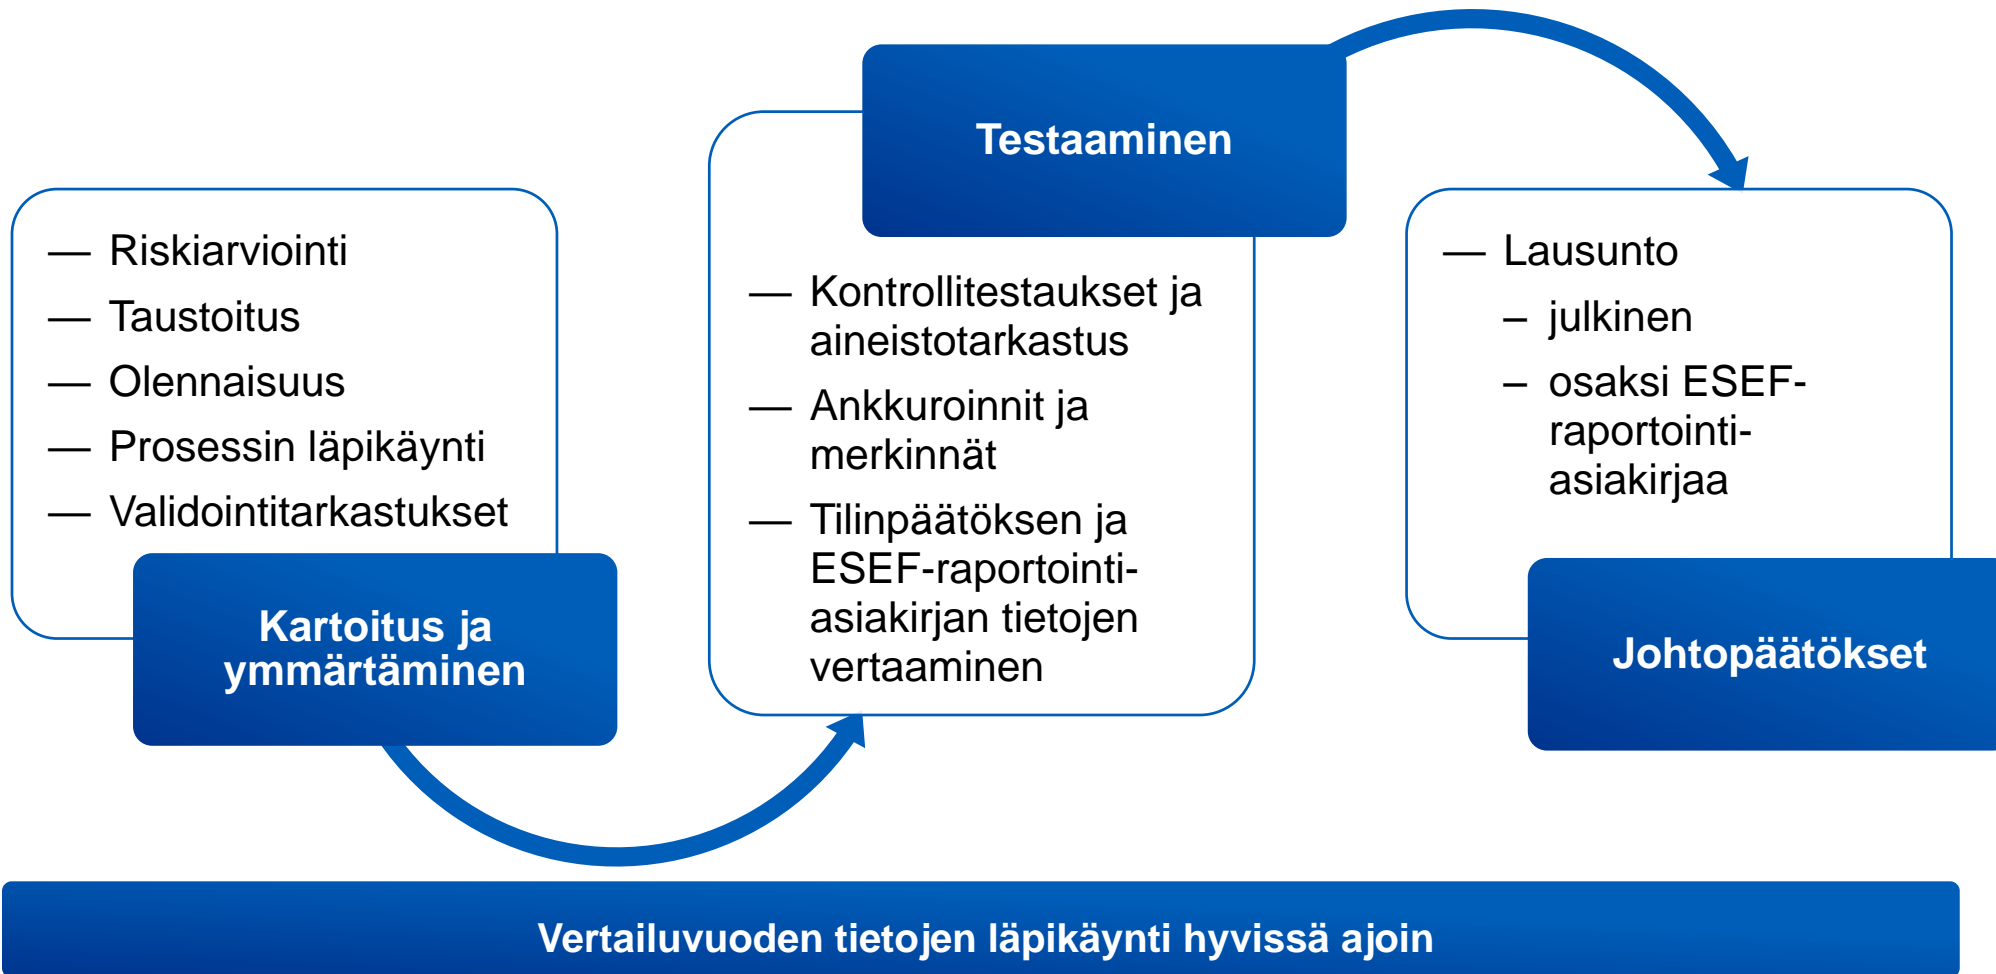 — Riskiarviointi
— Taustoitus
— Olennaisuus
— Prosessin läpikäynti
— Validointitarkastukset
Kartoitus ja
ymmärtäminen
Testaaminen
— Kontrollitestaukset ja
aineistotarkastus
— Ankkuroinnit ja
merkinnät
— Tilinpäätöksen ja
ESEF-raportointi-
asiakirjan tietojen
vertaaminen
— Lausunto
– julkinen
– osaksi ESEF-
raportointi-
asiakirjaa
Johtopäätökset
Vertailuvuoden tietojen läpikäynti hyvissä ajoin